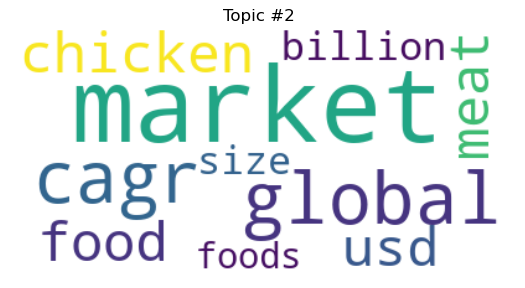 Topic #2
chicken billion
market meat
cagr size global
food foods usd